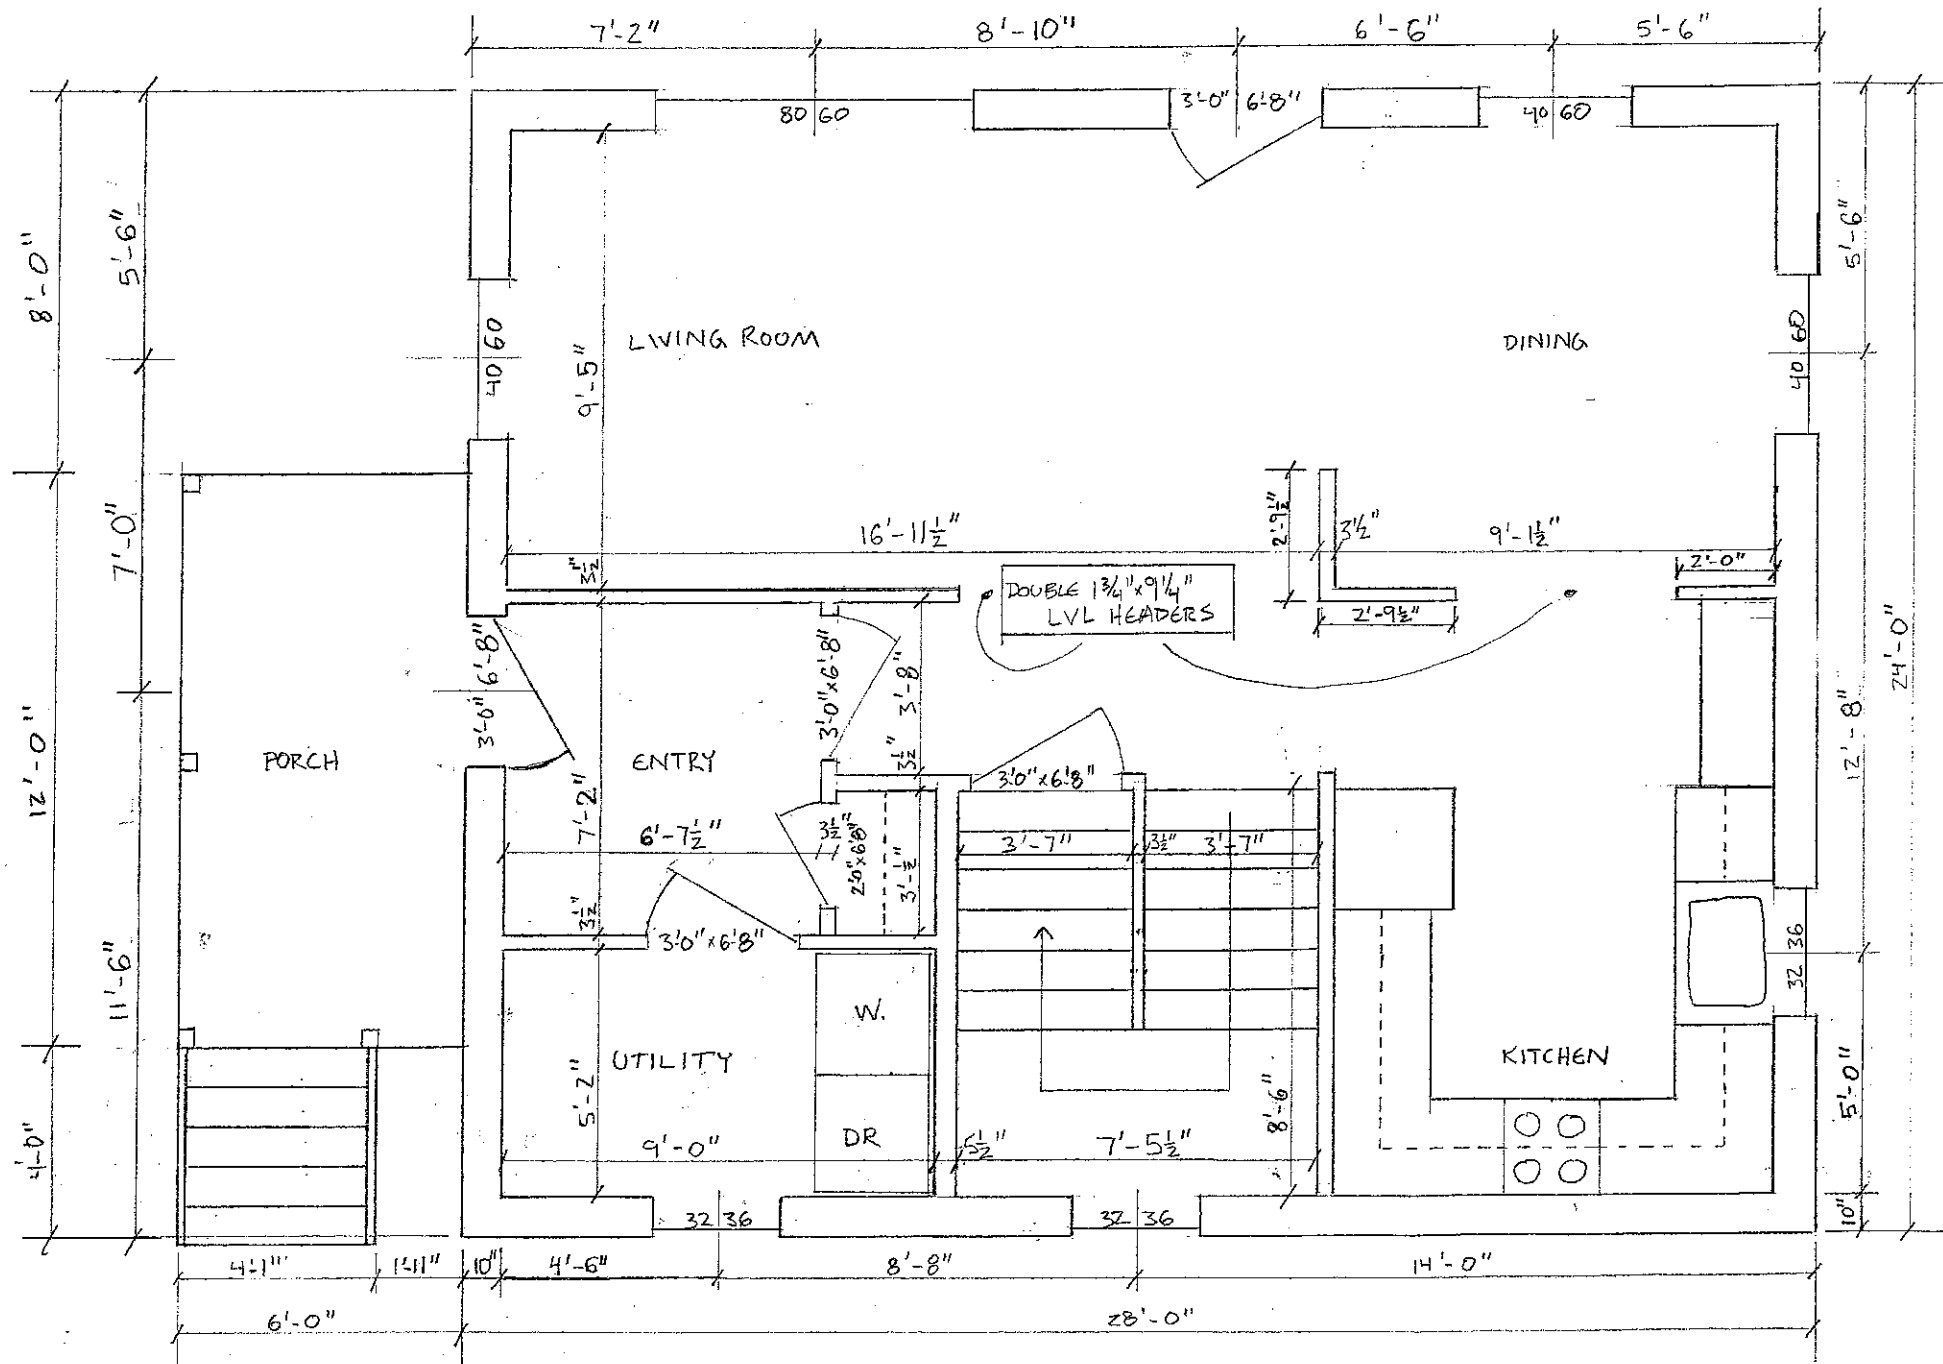 7'-2" 8'-10" 6'-6" 5'-6"
80 60
3'-0" 6'-8"
40 60
8'-0"
5'-6"
5'-6"
40 60
LIVING ROOM
DINING
40 60
9'-5"
24'-0"
7'-0"
16'-11½"
2'-9½"
3½"
9'-1½"
2'-0"
3½"
DOUBLE 1¾"x9¼"
LVL HEADERS
2'-9½"
3'-0" 6'-8"
3'-0"x6'-8"
3'-8"
12'-8"
12'-0"
PORCH
ENTRY
3½"
3'-0"x6'-8"
7'-2"
6'-7½"
3½"
2'-0"x6'-8"
3'-½"
3'-7"
3½"
3'-7"
3½"
3'-0"x6'-8"
11'-6"
32 36
W.
UTILITY
KITCHEN
5'-2"
8'-6"
5'-0"
4'-0"
DR
9'-0"
5½"
7'-5½"
10"
32 36
32 36
4'-1" 1'-11" 10" 4'-6" 8'-8" 14'-0"
6'-0" 28'-0"